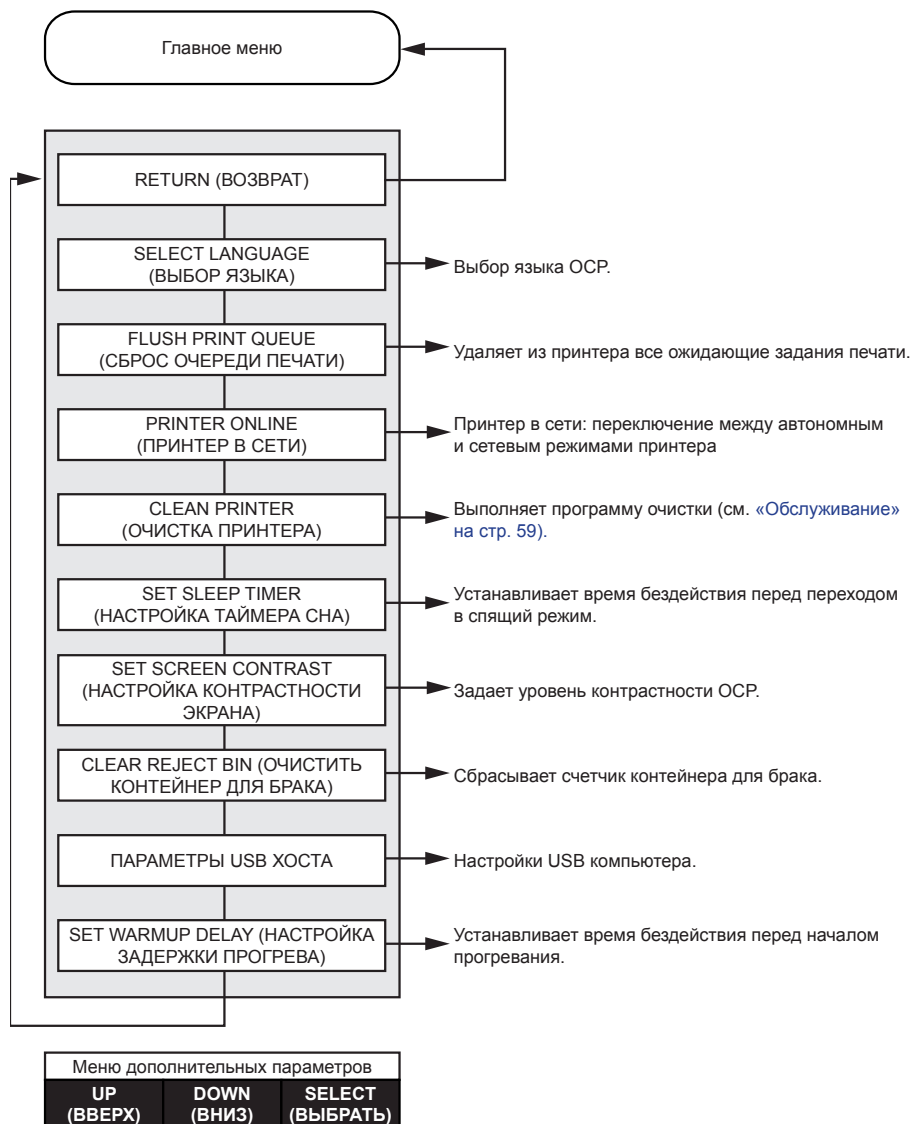 Главное меню
RETURN (ВОЗВРАТ)
SELECT LANGUAGE
(ВЫБОР ЯЗЫКА)
Выбор языка OCP.
FLUSH PRINT QUEUE
(СБРОС ОЧЕРЕДИ ПЕЧАТИ)
Удаляет из принтера все ожидающие задания печати.
PRINTER ONLINE
(ПРИНТЕР В СЕТИ)
Принтер в сети: переключение между автономным
и сетевым режимами принтера
CLEAN PRINTER
(ОЧИСТКА ПРИНТЕРА)
Выполняет программу очистки (см. «Обслуживание»
на стр. 59).
SET SLEEP TIMER
(НАСТРОЙКА ТАЙМЕРА СНА)
Устанавливает время бездействия перед переходом
в спящий режим.
SET SCREEN CONTRAST
(НАСТРОЙКА КОНТРАСТНОСТИ
ЭКРАНА)
Задает уровень контрастности OCP.
CLEAR REJECT BIN (ОЧИСТИТЬ
КОНТЕЙНЕР ДЛЯ БРАКА)
Сбрасывает счетчик контейнера для брака.
ПАРАМЕТРЫ USB ХОСТА
Настройки USB компьютера.
SET WARMUP DELAY (НАСТРОЙКА
ЗАДЕРЖКИ ПРОГРЕВА)
Устанавливает время бездействия перед началом
прогревания.
Меню дополнительных параметров
UP DOWN SELECT
(ВВЕРХ) (ВНИЗ) (ВЫБРАТЬ)